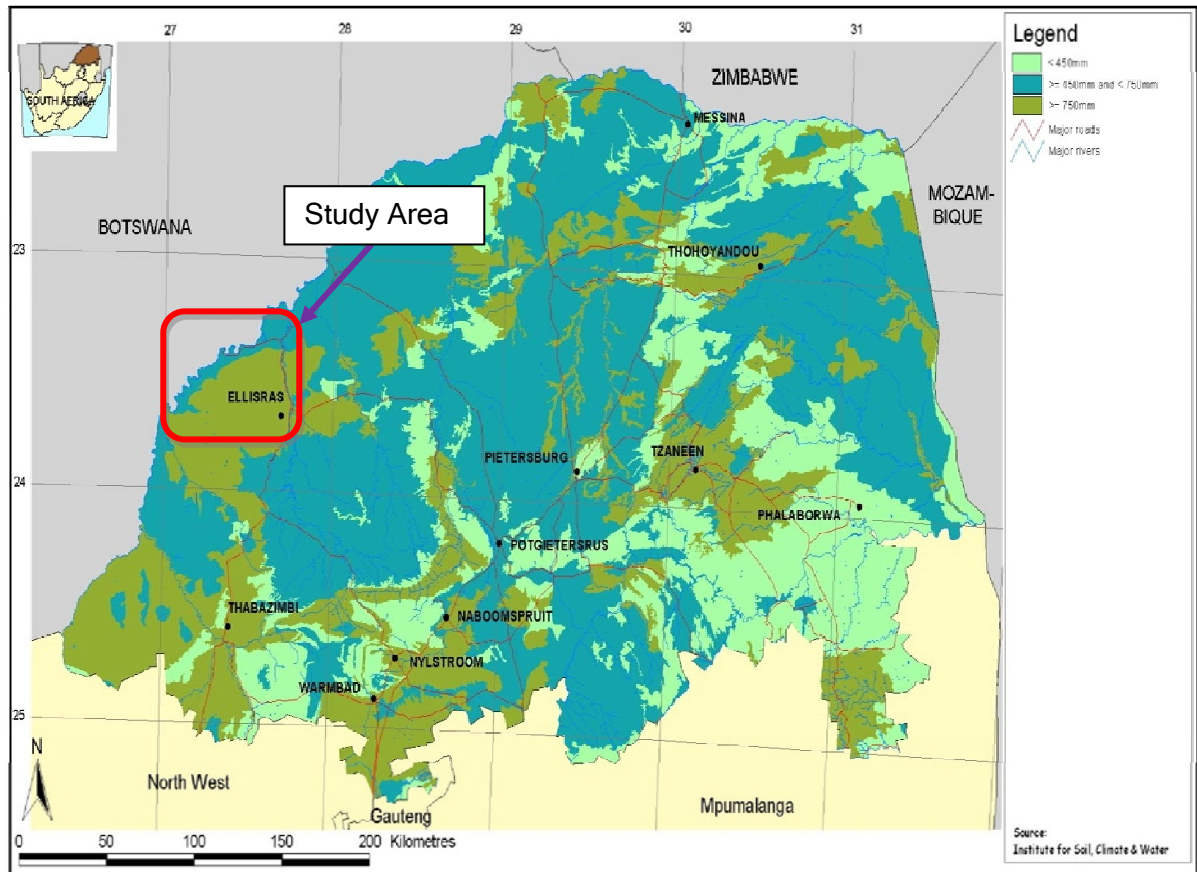 27 28 29 30 31
Legend
< 450mm
>= 450mm and < 750mm
>= 750mm
Major roads
Major rivers
SOUTH AFRICA
ZIMBABWE
MESSINA
Study Area
BOTSWANA
MOZAM-
BIQUE
23
THOHOYANDOU
ELLISRAS
PIETERSBURG
TZANEEN
24
PHALABORWA
POTGIETERSRUS
THABAZIMBI
NABOOMSPRUIT
NYLSTROOM
WARMBAD
25
N
North West
Mpumalanga
Gauteng
0 50 100 150 200 Kilometres
Source:
Institute for Soil, Climate & Water